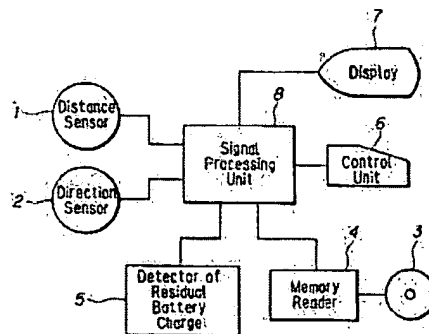 7
Display
1
Distance
Sensor
8
Signal
Processing
Unit
6
Control
Unit
2
Direction
Sensor
4
3
5
Detector of
Residual
Battery
Charge
Memory
Reader